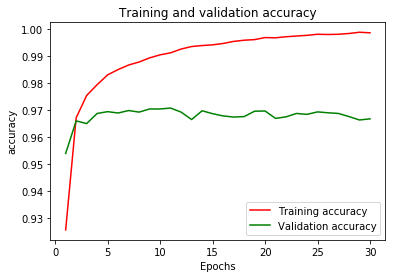 Training and validation accuracy
accuracy
1.00
0.99
0.98
0.97
0.96
0.95
0.94
0.93
Training accuracy
Validation accuracy
0 5 10 15 20 25 30
Epochs